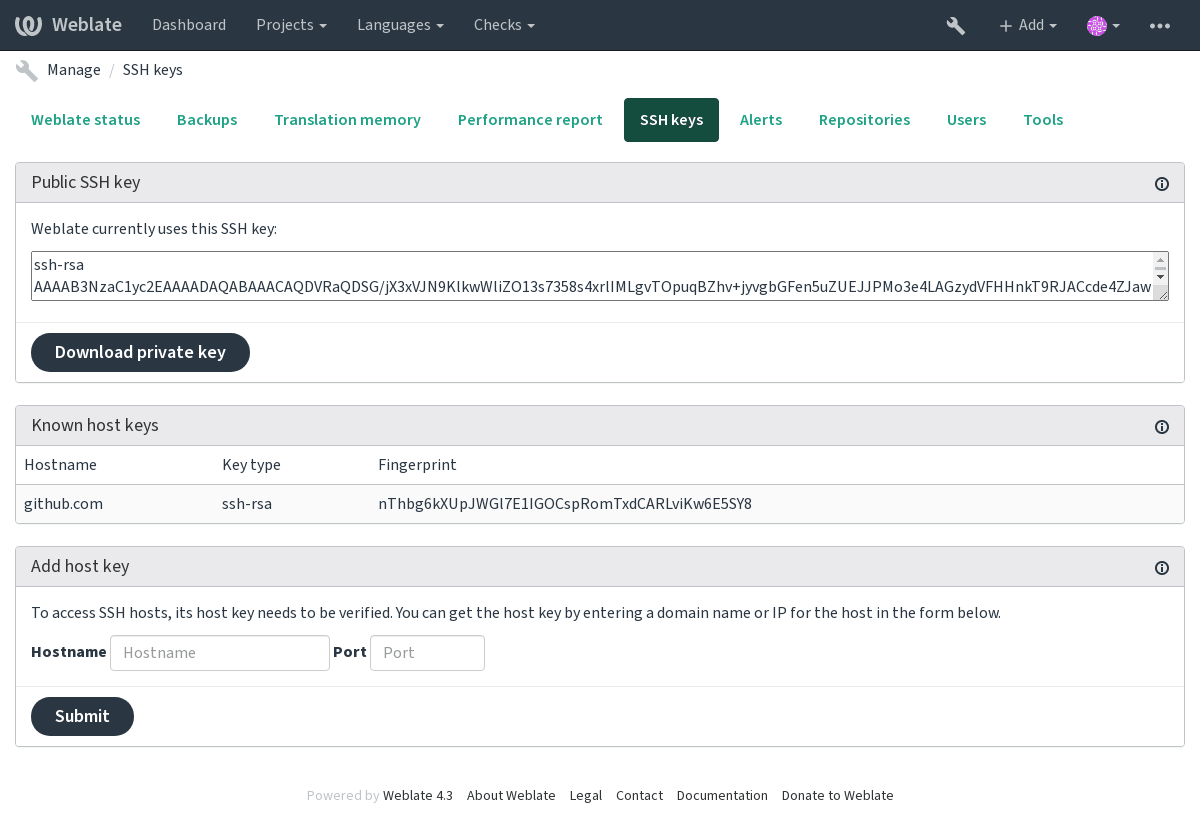 Weblate Dashboard Projects Languages Checks Add
Manage / SSH keys
Weblate status Backups Translation memory Performance report SSH keys Alerts Repositories Users Tools
Public SSH key
Weblate currently uses this SSH key:
ssh-rsa
AAAAB3NzaC1yc2EAAAADAQABAAACAQDVRaQDSG/jX3xVJN9KlkwWliZO13s7358s4xrlIMLgvTOpuqBZhv+jyvgbGFen5uZUEJJPMo3e4LAGzydVFHHnkT9RJACcde4ZJaw
Download private key
Known host keys
Hostname Key type Fingerprint
github.com ssh-rsa nThbg6kXUpJWGl7E1IGOCspRomTxdCARLviKw6E5SY8
Add host key
To access SSH hosts, its host key needs to be verified. You can get the host key by entering a domain name or IP for the host in the form below.
Hostname Hostname Port Port
Submit
Powered by Weblate 4.3 About Weblate Legal Contact Documentation Donate to Weblate